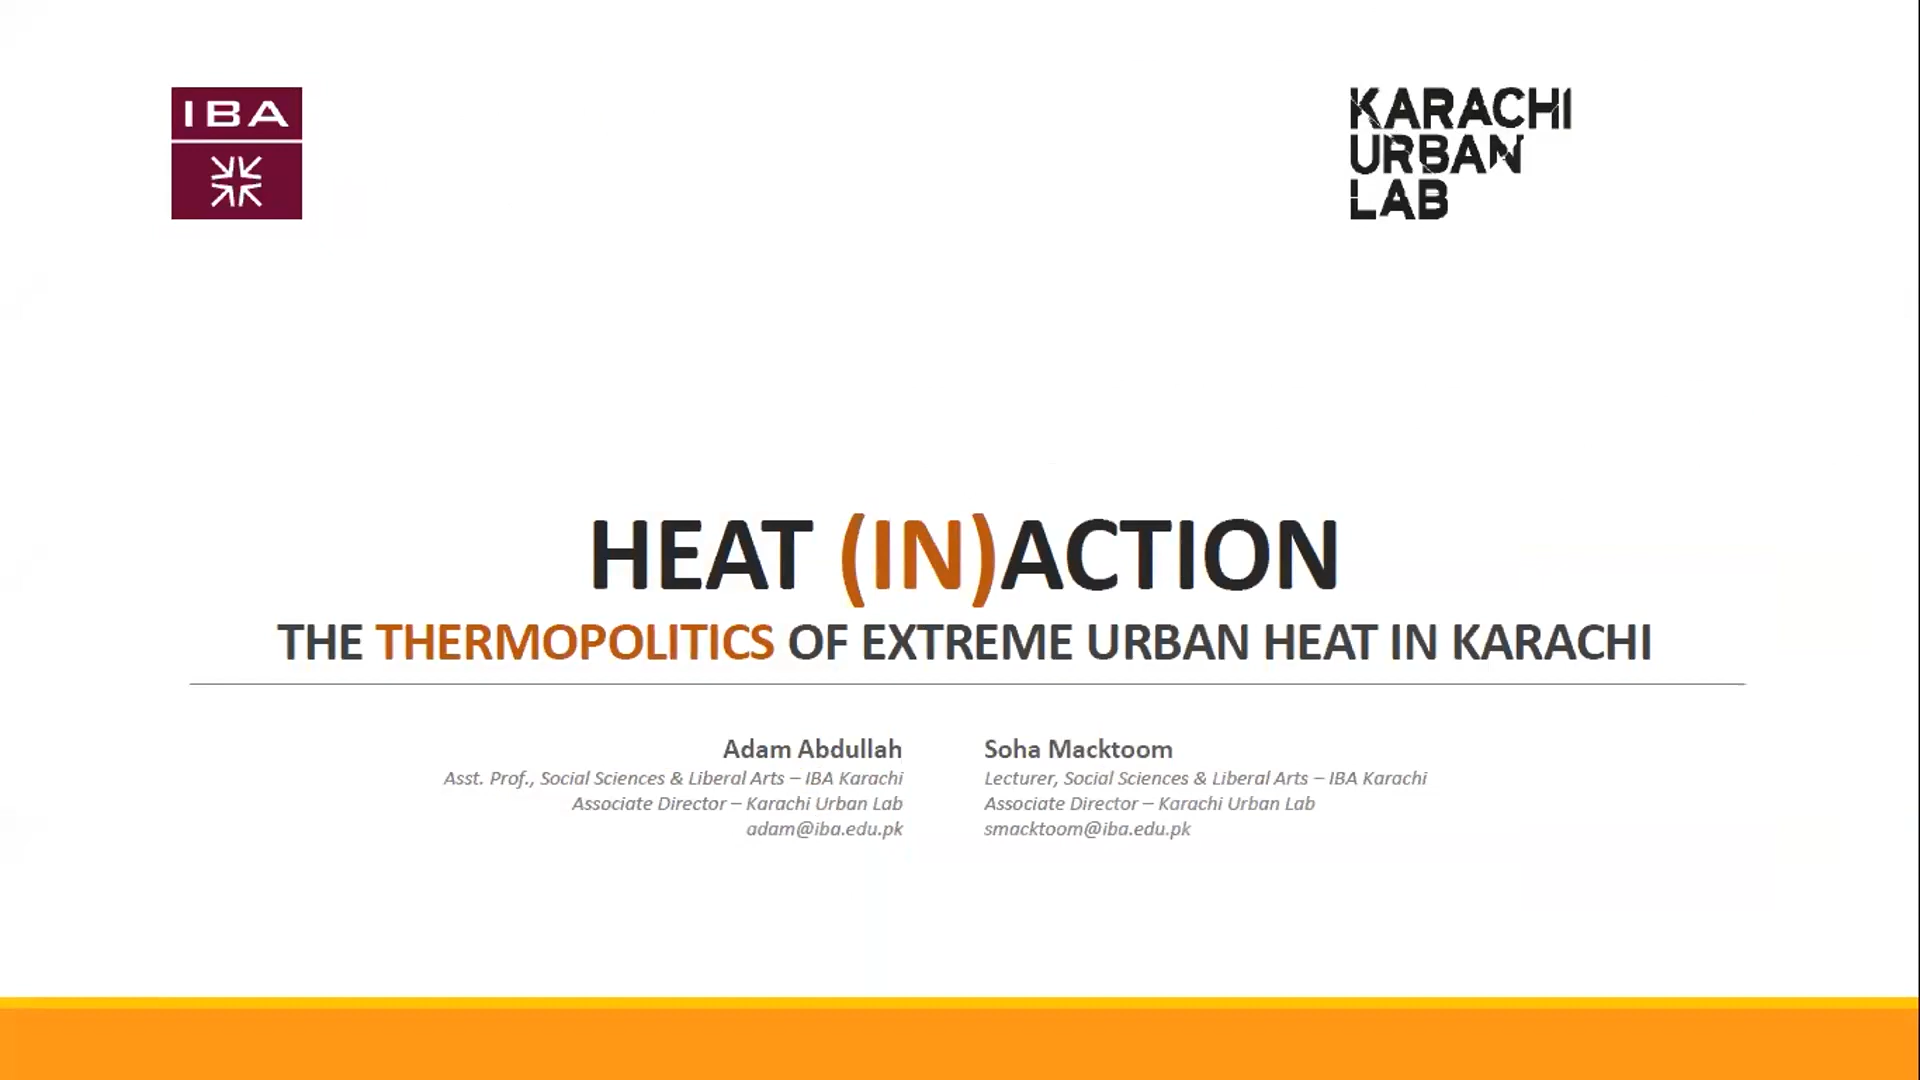 IBA
KARACHI
URBAN
LAB
HEAT (IN)ACTION
THE THERMOPOLITICS OF EXTREME URBAN HEAT IN KARACHI
Adam Abdullah
Asst. Prof., Social Sciences & Liberal Arts – IBA Karachi
Associate Director – Karachi Urban Lab
adam@iba.edu.pk
Soha Macktoom
Lecturer, Social Sciences & Liberal Arts – IBA Karachi
Associate Director – Karachi Urban Lab
smacktoom@iba.edu.pk